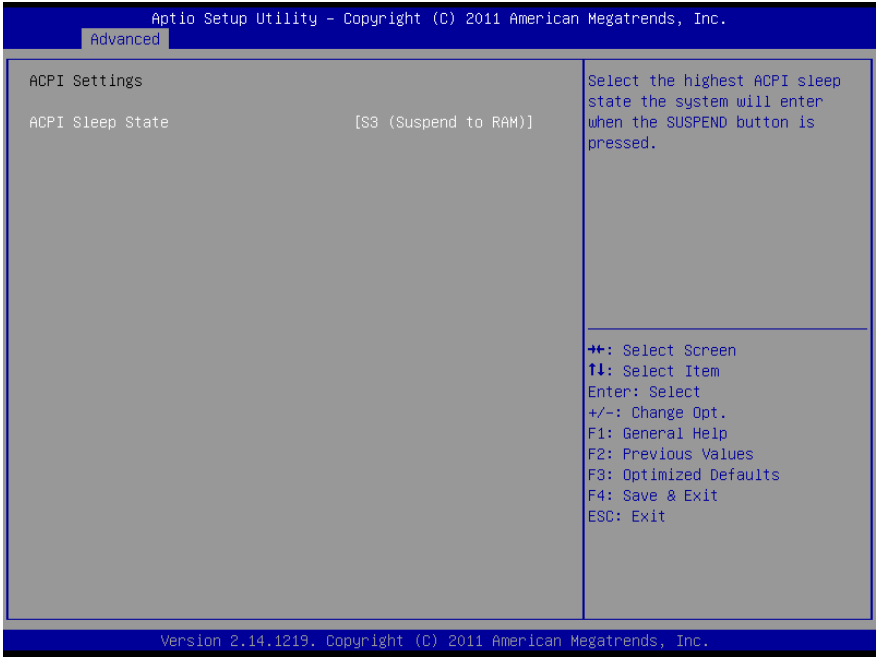 Aptio Setup Utility – Copyright (C) 2011 American Megatrends, Inc.
Advanced
ACPI Settings
ACPI Sleep State [S3 (Suspend to RAM)]
Select the highest ACPI sleep
state the system will enter
when the SUSPEND button is
pressed.
→←: Select Screen
↑↓: Select Item
Enter: Select
+/-: Change Opt.
F1: General Help
F2: Previous Values
F3: Optimized Defaults
F4: Save & Exit
ESC: Exit
Version 2.14.1219. Copyright (C) 2011 American Megatrends, Inc.